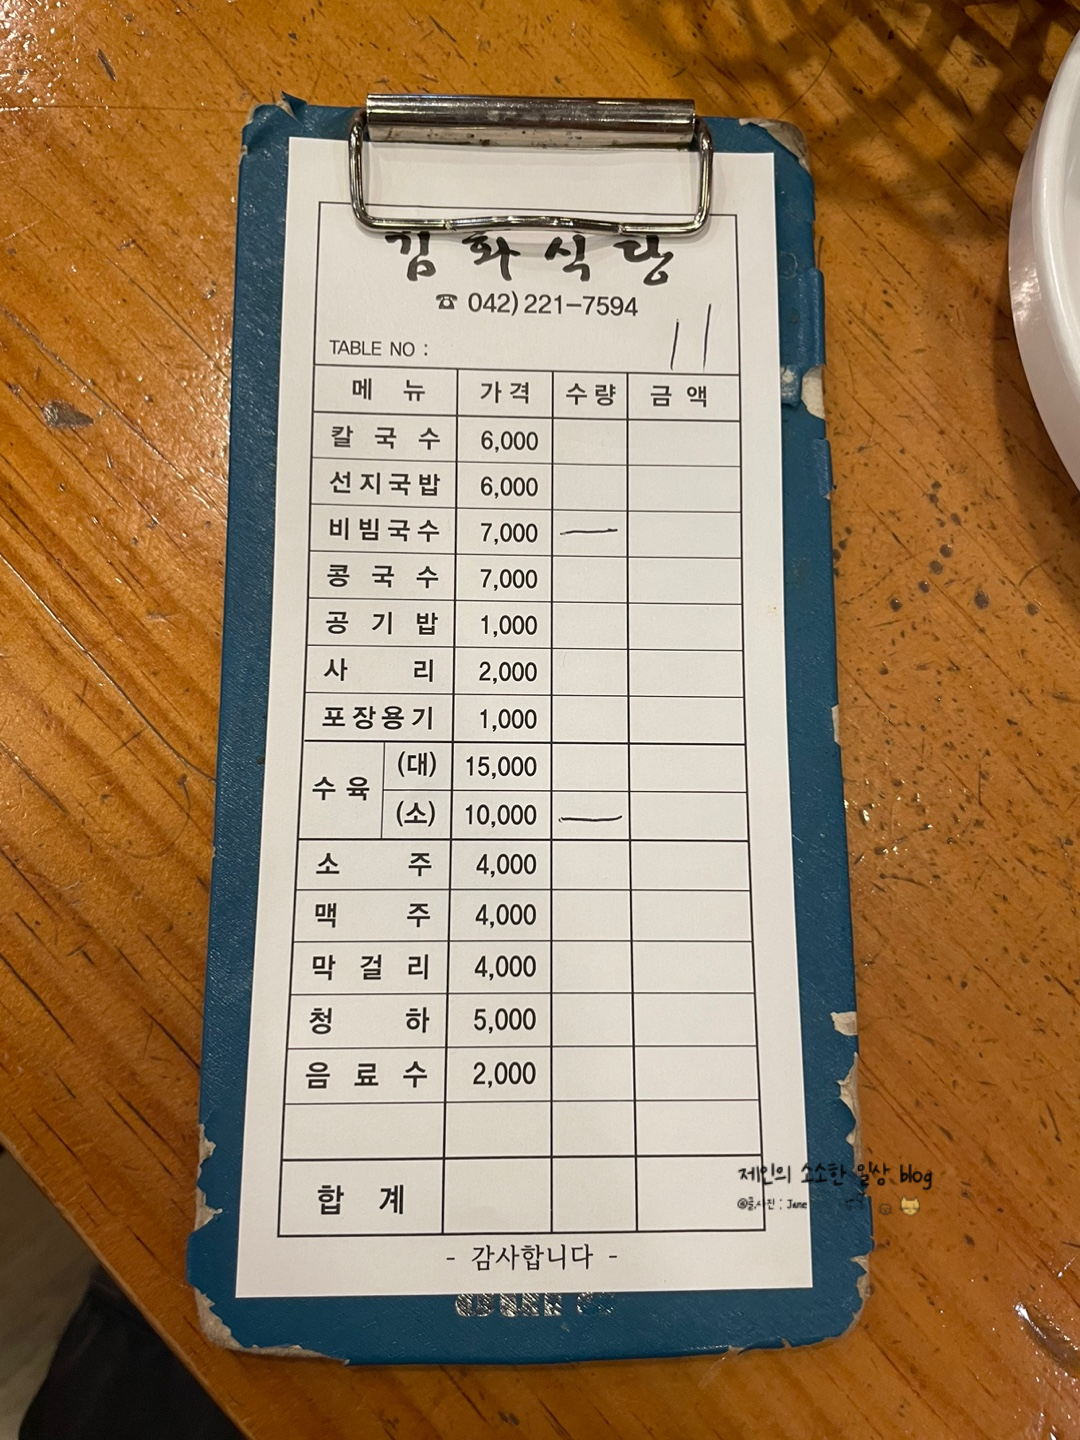 김화식당
☎ 042) 221-7594
TABLE NO : 11
메 뉴 가격 수량 금 액
칼 국 수 6,000
선지국밥 6,000
비빔국수 7,000 —
콩 국 수 7,000
공 기 밥 1,000
사 리 2,000
포장용기 1,000
수 육 (대) 15,000
(소) 10,000 —
소 주 4,000
맥 주 4,000
막 걸 리 4,000
청 하 5,000
음 료 수 2,000
합 계
- 감사합니다 -
제인의 소소한 일상 blog
@글,사진 : Jane